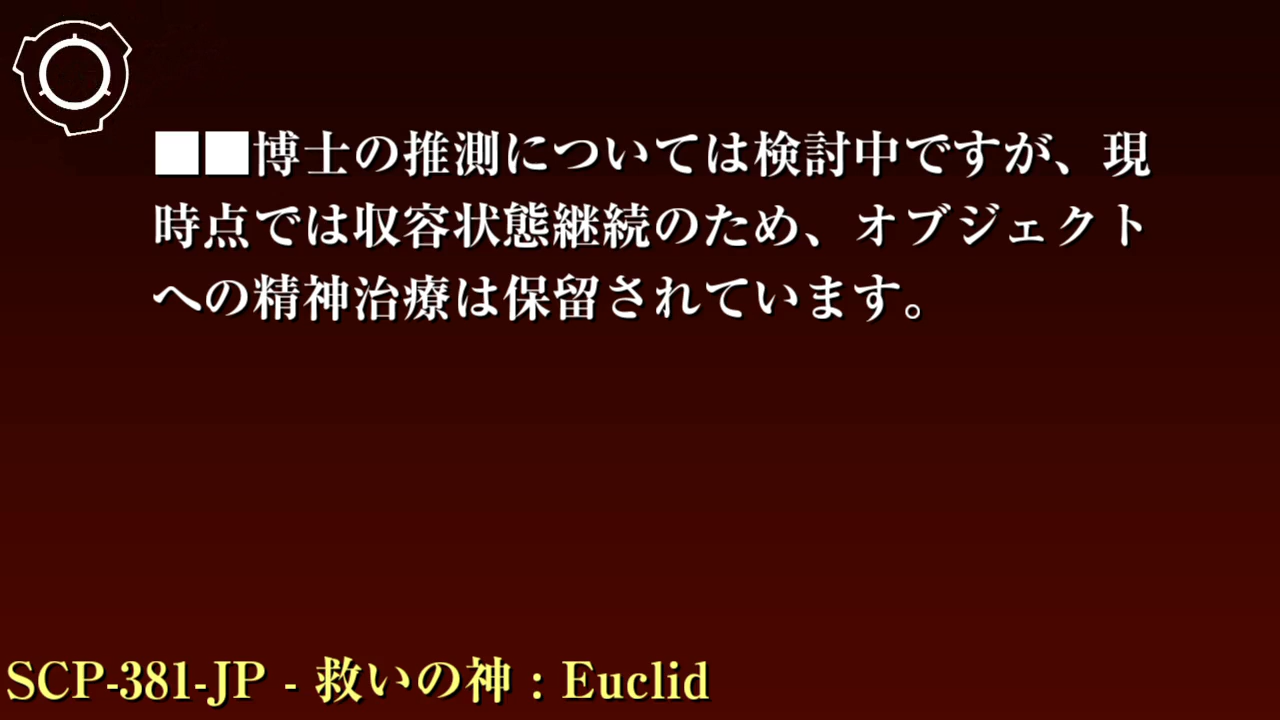 ■■博士の推測については検討中ですが、現
時点では収容状態継続のため、オブジェクト
への精神治療は保留されています。
SCP-381-JP - 救いの神 : Euclid